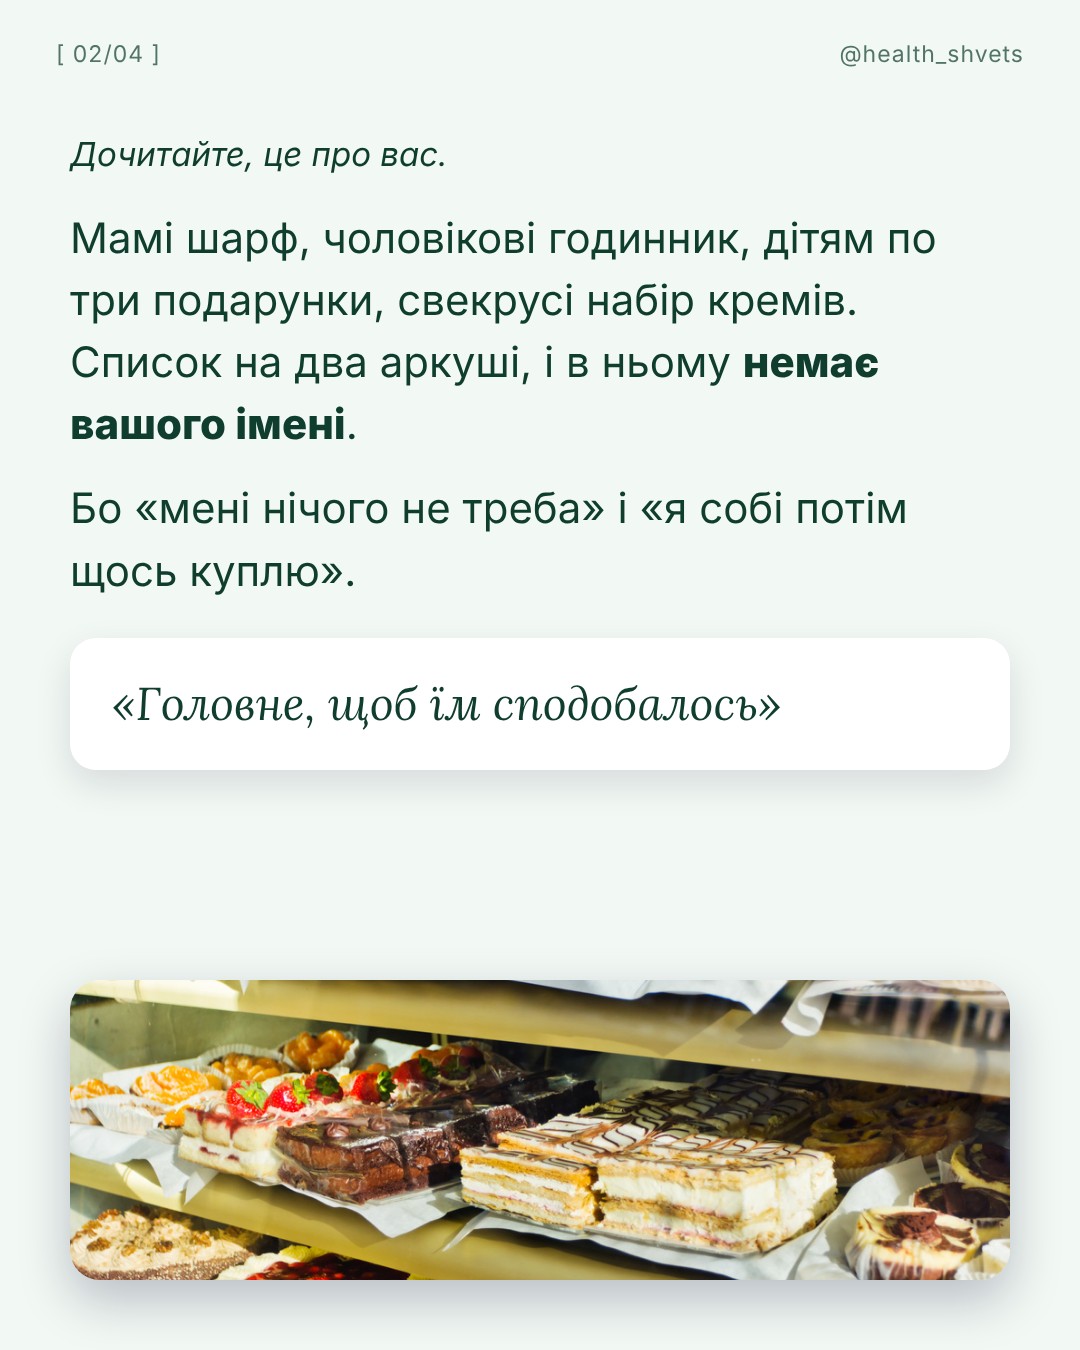 [ 02/04 ]
@health_shvets
Дочитайте, це про вас.
Мамі шарф, чоловікові годинник, дітям по
три подарунки, свекрусі набір кремів.
Список на два аркуші, і в ньому немає
вашого імені.
Бо «мені нічого не треба» і «я собі потім
щось куплю».
«Головне, щоб їм сподобалось»